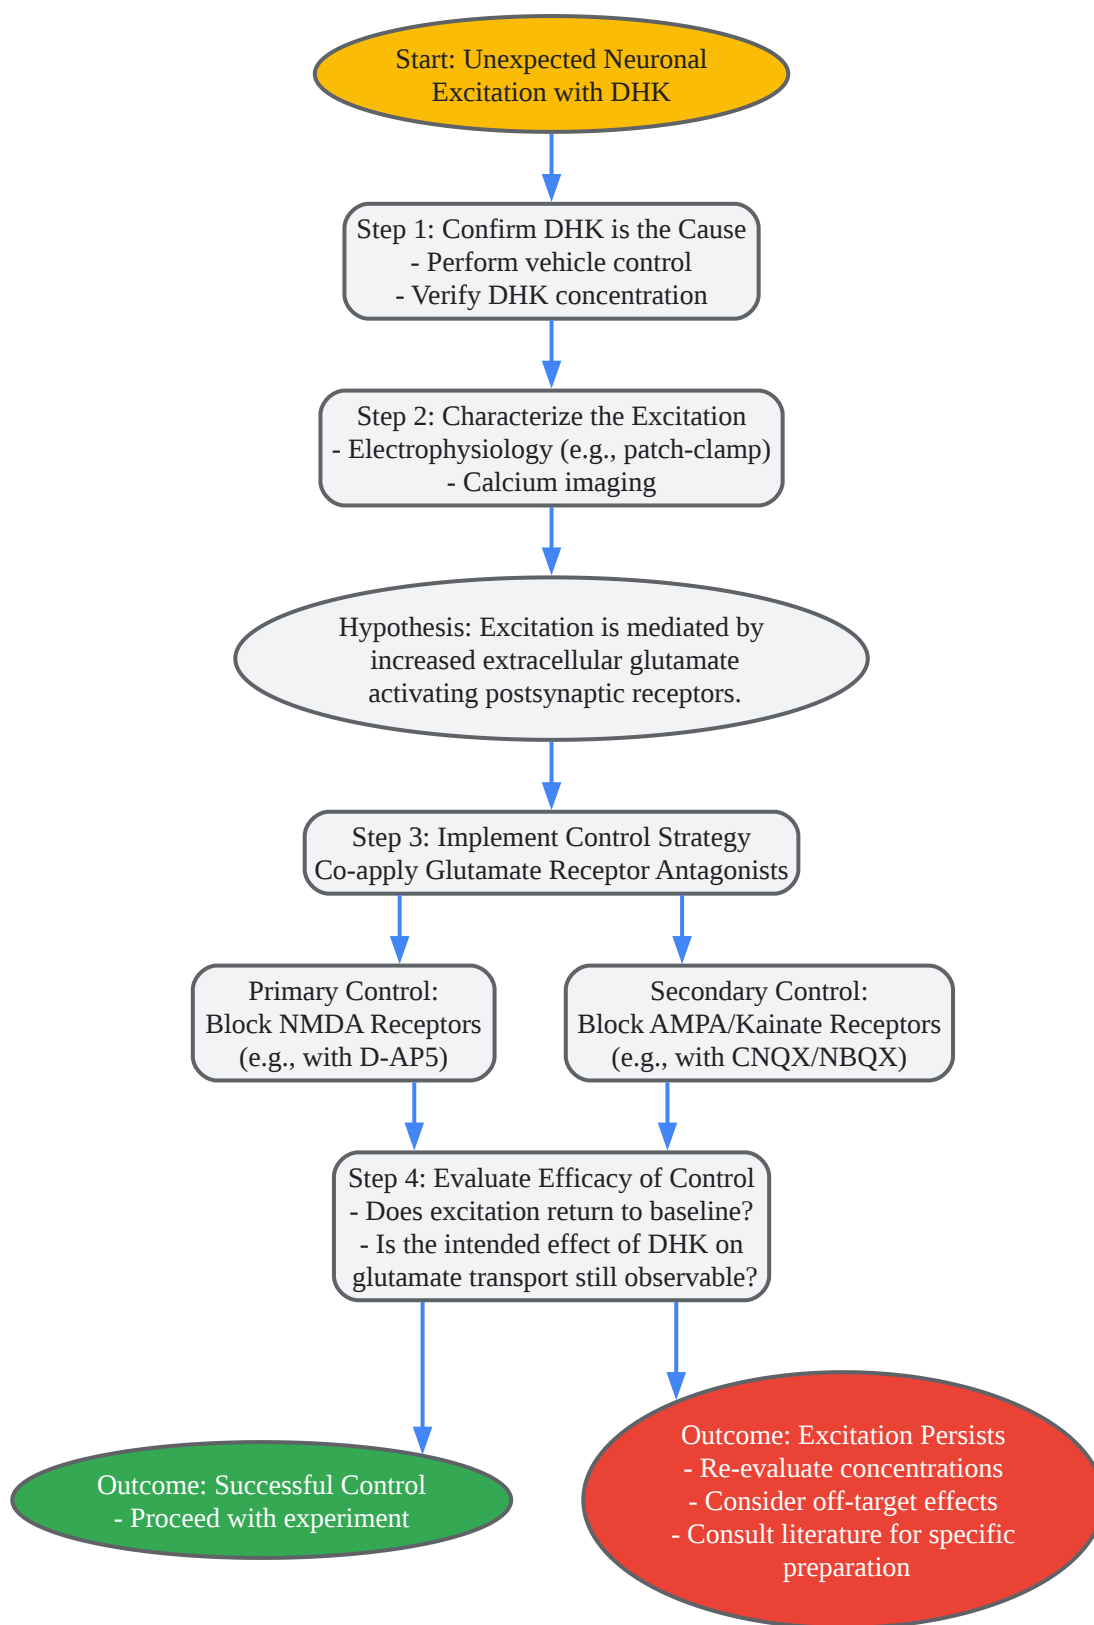 Start: Unexpected Neuronal
Excitation with DHK
Step 1: Confirm DHK is the Cause
- Perform vehicle control
- Verify DHK concentration
Step 2: Characterize the Excitation
- Electrophysiology (e.g., patch-clamp)
- Calcium imaging
Hypothesis: Excitation is mediated by
increased extracellular glutamate
activating postsynaptic receptors.
Step 3: Implement Control Strategy
Co-apply Glutamate Receptor Antagonists
Primary Control:
Block NMDA Receptors
(e.g., with D-AP5)
Secondary Control:
Block AMPA/Kainate Receptors
(e.g., with CNQX/NBQX)
Step 4: Evaluate Efficacy of Control
- Does excitation return to baseline?
- Is the intended effect of DHK on
glutamate transport still observable?
Outcome: Successful Control
- Proceed with experiment
Outcome: Excitation Persists
- Re-evaluate concentrations
- Consider off-target effects
- Consult literature for specific
preparation